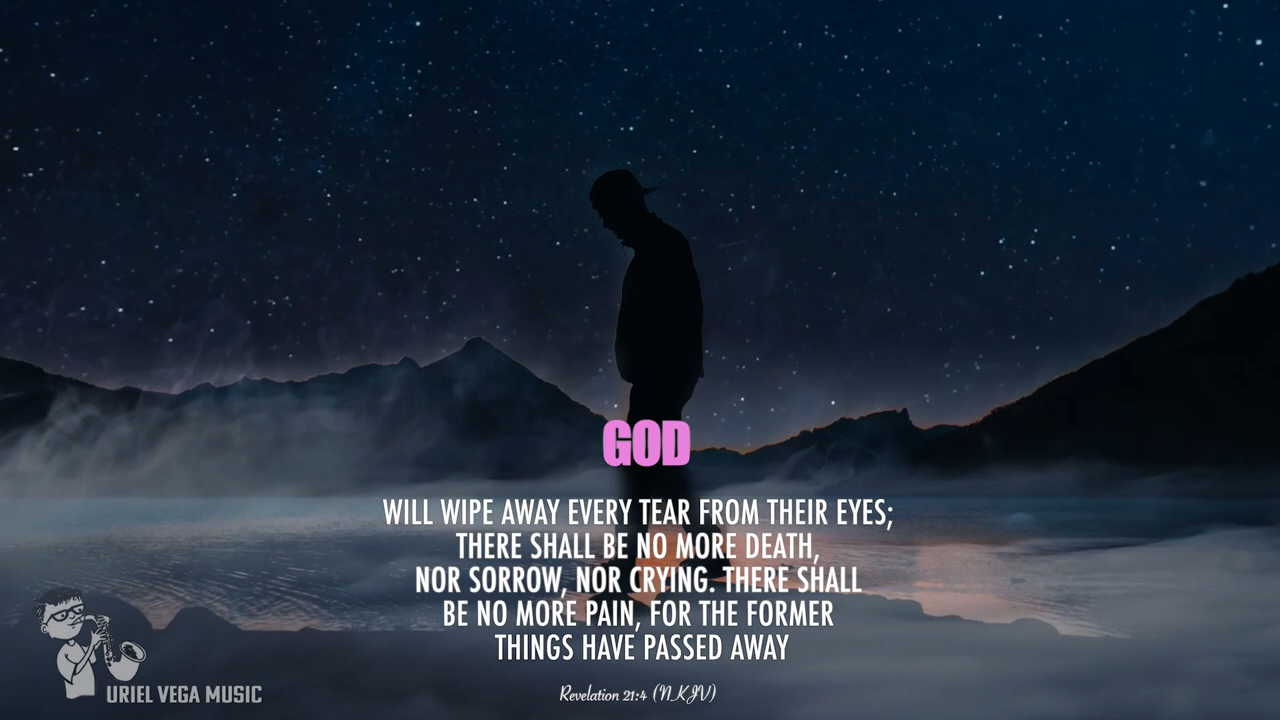 GOD
WILL WIPE AWAY EVERY TEAR FROM THEIR EYES;
THERE SHALL BE NO MORE DEATH,
NOR SORROW, NOR CRYING. THERE SHALL
BE NO MORE PAIN, FOR THE FORMER
THINGS HAVE PASSED AWAY
Revelation 21:4 (NKJV)
URIEL VEGA MUSIC